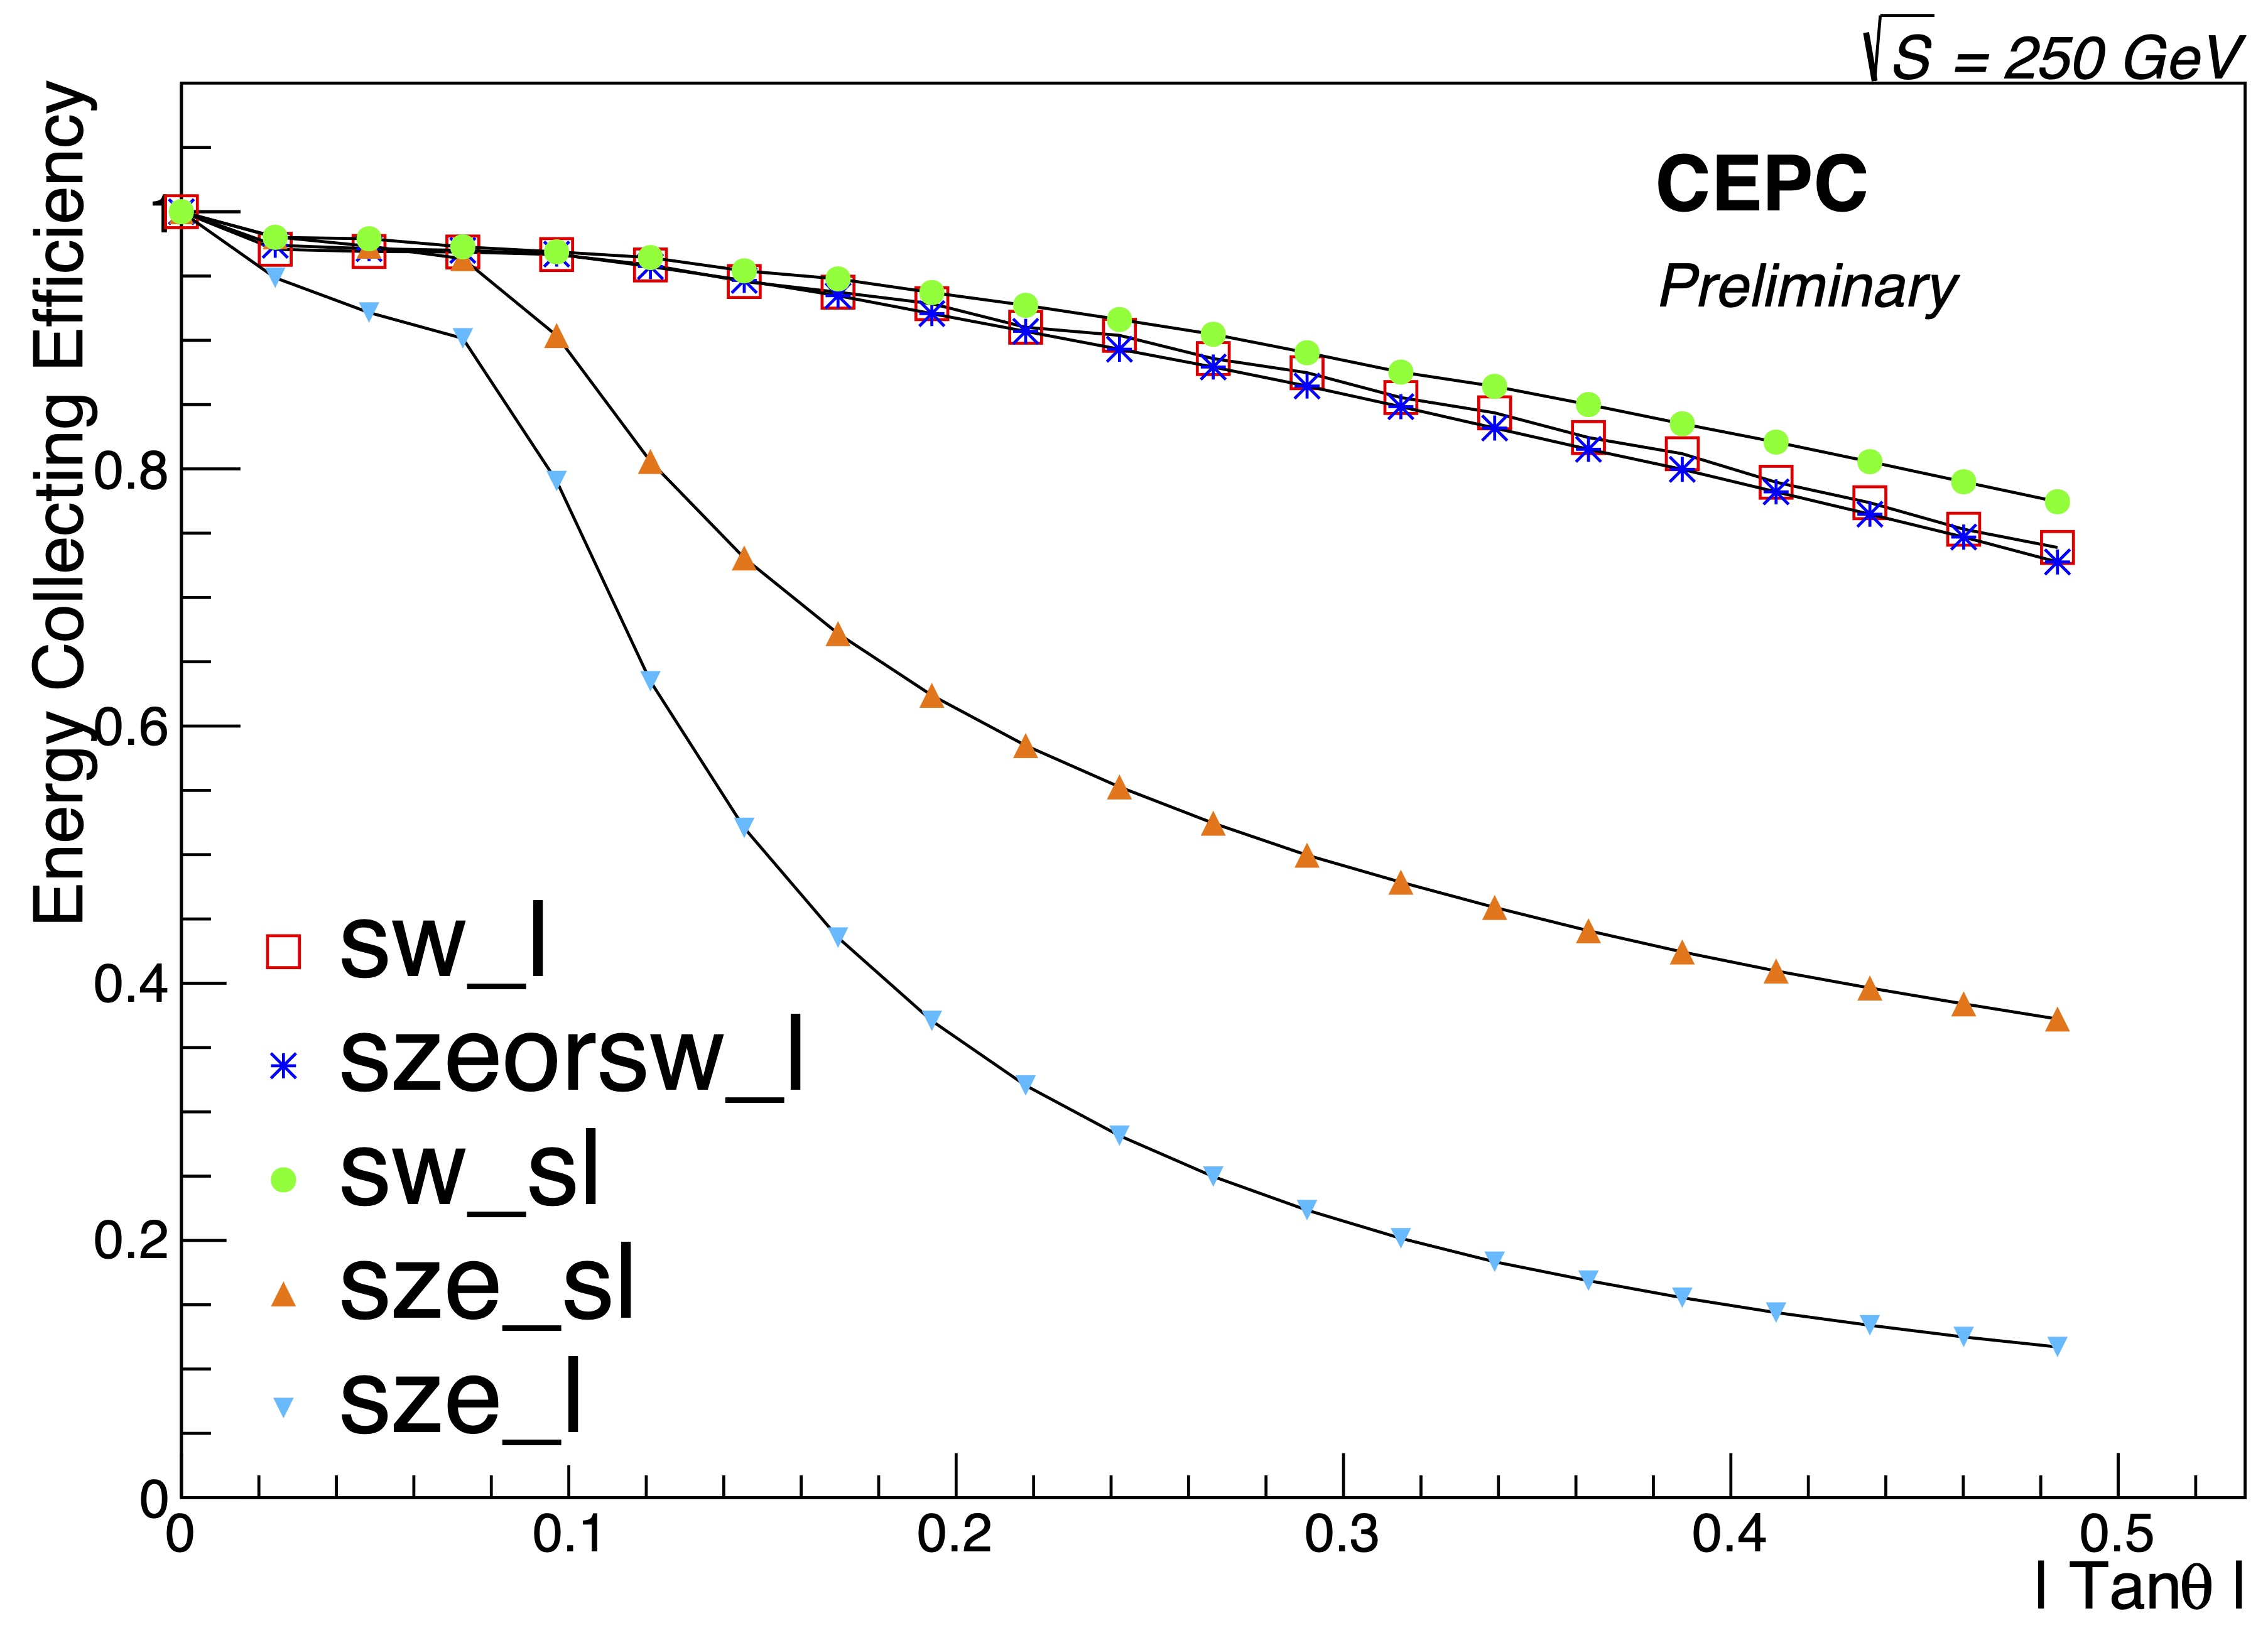 √S = 250 GeV
CEPC
Preliminary
Energy Collecting Efficiency
1
0.8
0.6
0.4
0.2
0
sw_l
szeorsw_l
sw_sl
sze_sl
sze_l
0 0.1 0.2 0.3 0.4 0.5
| Tanθ |